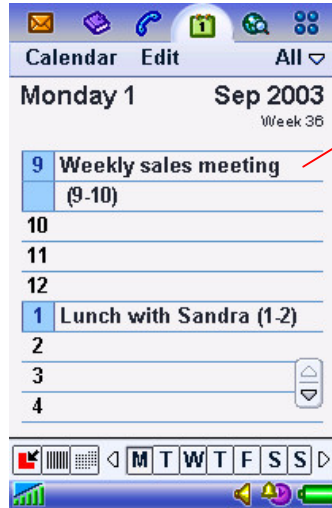 1
Calendar Edit All
Monday 1 Sep 2003
Week 36
9 Weekly sales meeting
(9-10)
10
11
12
1 Lunch with Sandra (1-2)
2
3
4
M T W T F S S